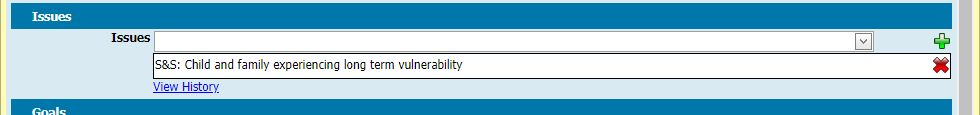 Issues
Issues
S&S: Child and family experiencing long term vulnerability
View History
Goals